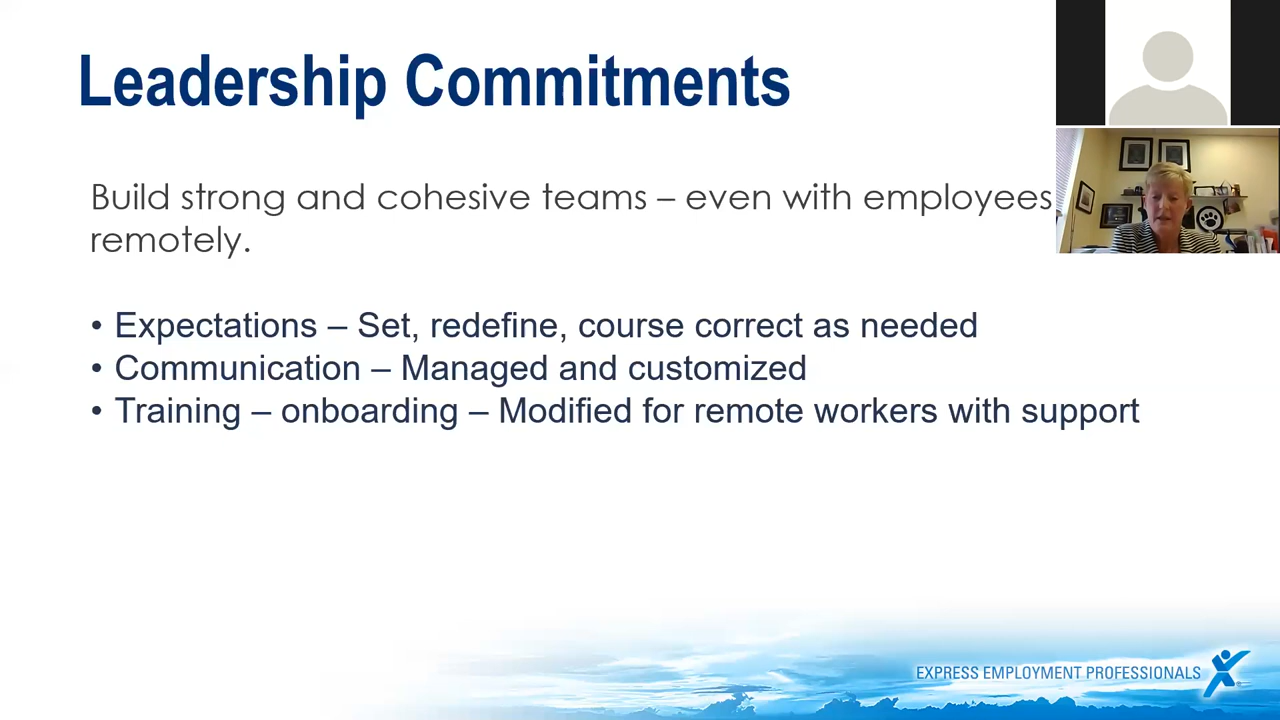 Leadership Commitments
Build strong and cohesive teams – even with employees
remotely.
• Expectations – Set, redefine, course correct as needed
• Communication – Managed and customized
• Training – onboarding – Modified for remote workers with support
EXPRESS EMPLOYMENT PROFESSIONALS